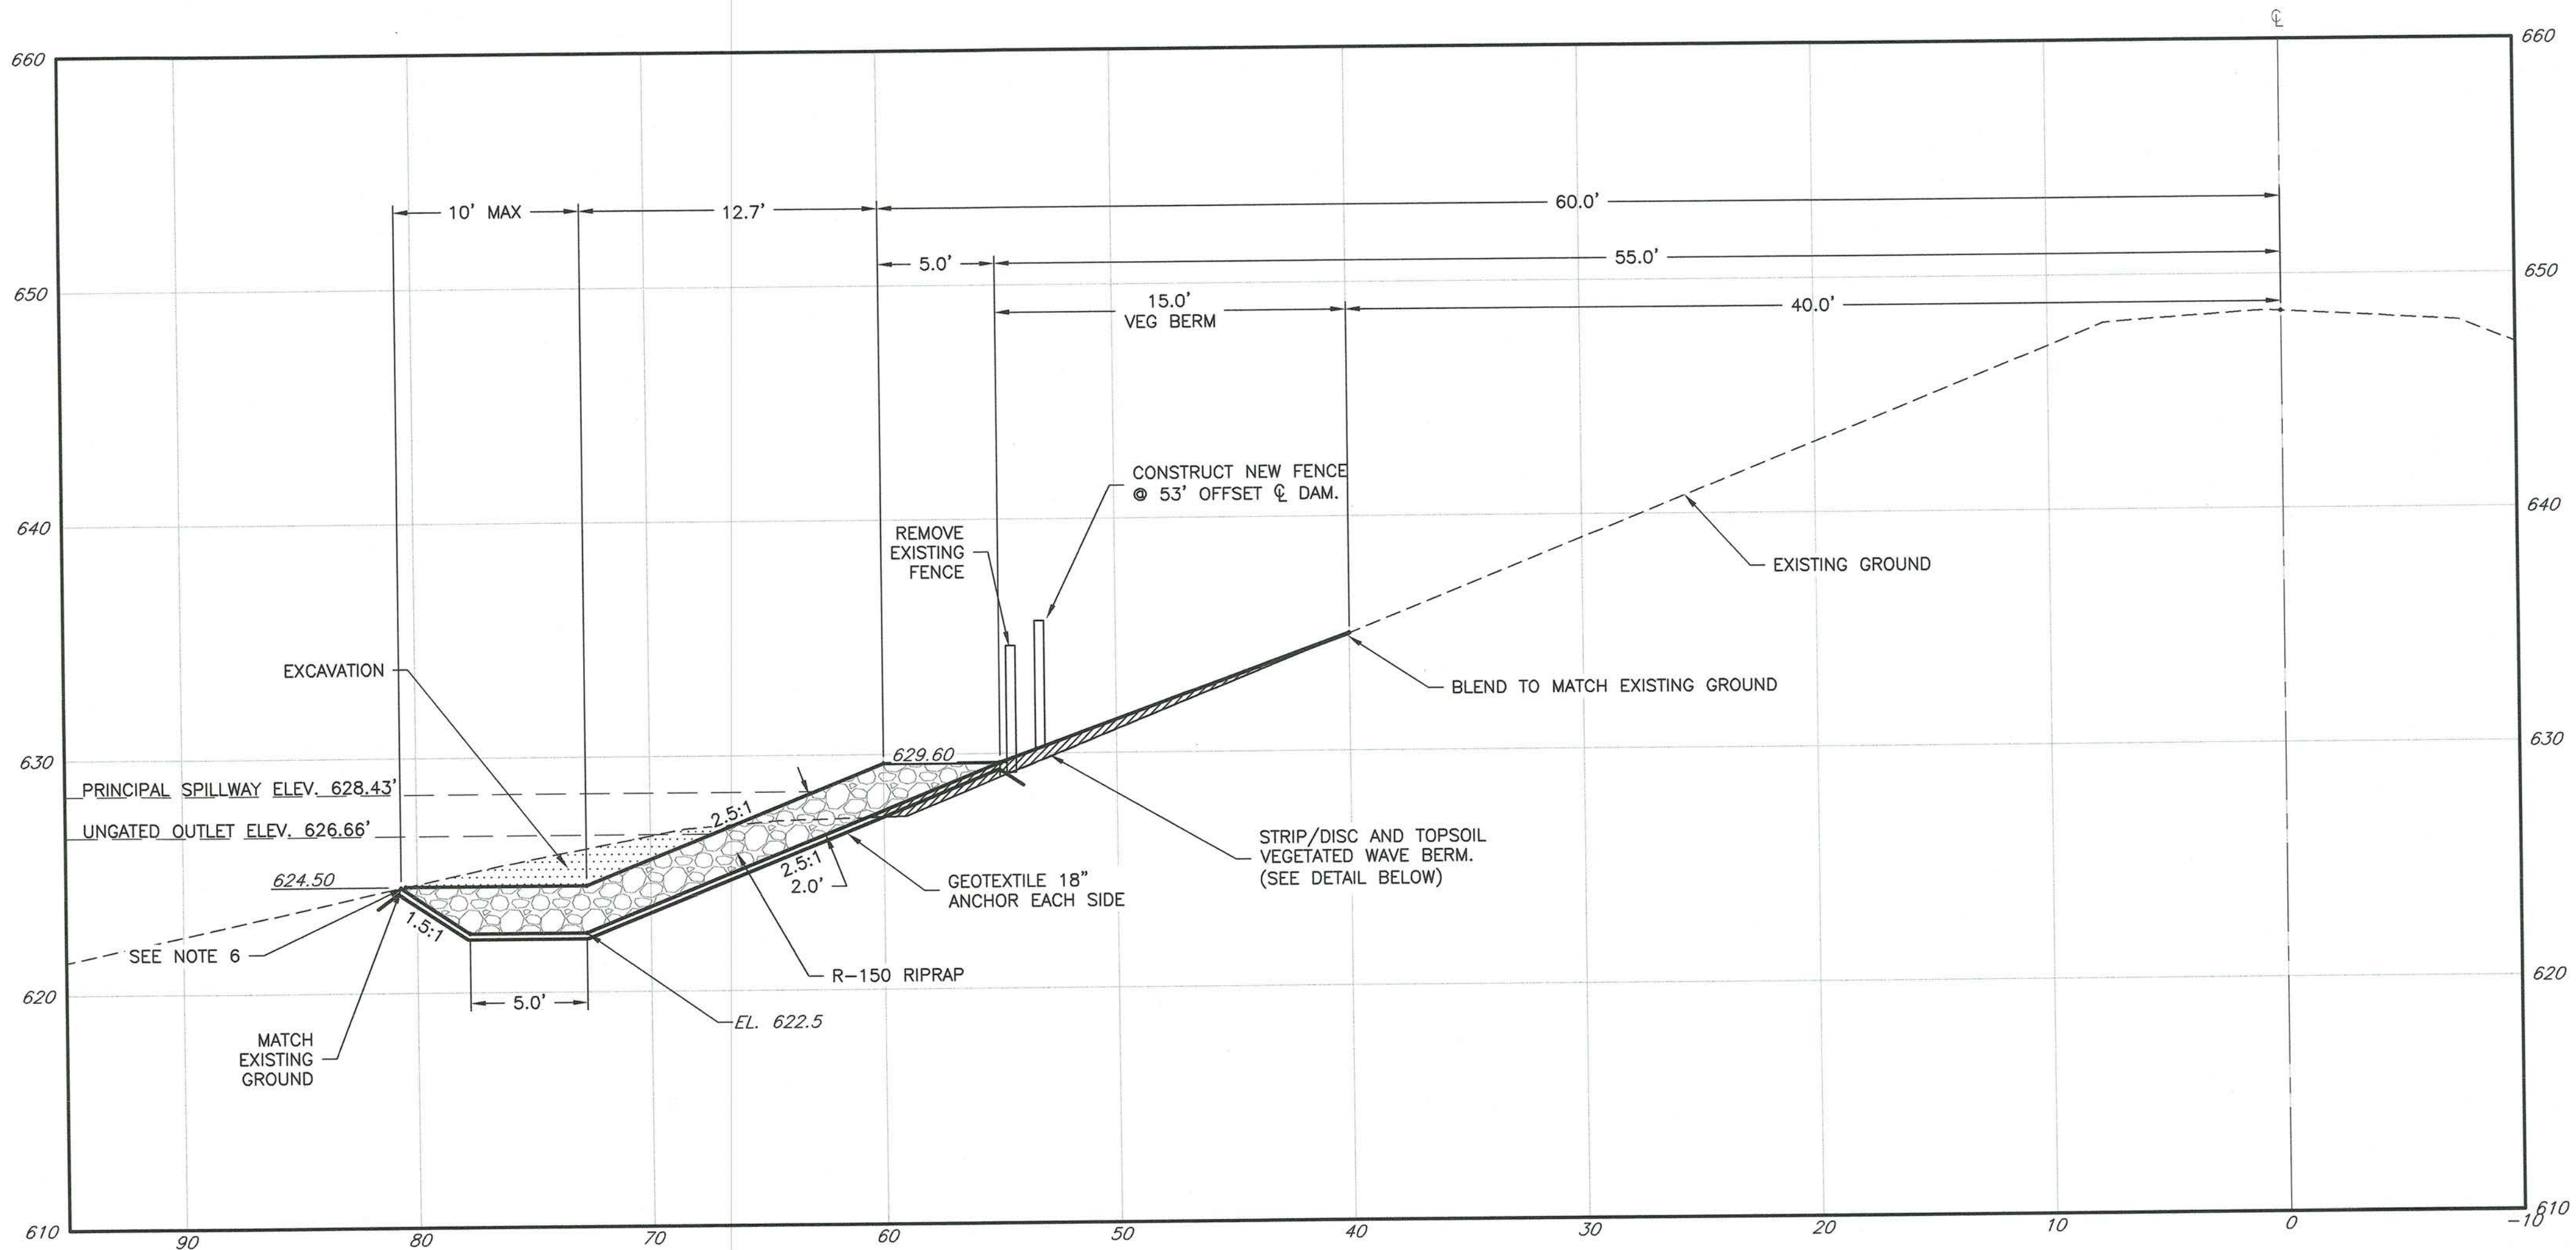 ℄
660
660
10' MAX
12.7'
60.0'
5.0'
55.0'
650
650
15.0'
VEG BERM
40.0'
CONSTRUCT NEW FENCE
@ 53' OFFSET ℄ DAM.
640
640
REMOVE
EXISTING
FENCE
EXISTING GROUND
EXCAVATION
BLEND TO MATCH EXISTING GROUND
630
629.60
630
PRINCIPAL SPILLWAY ELEV. 628.43'
2.5:1
UNGATED OUTLET ELEV. 626.66'
STRIP/DISC AND TOPSOIL
VEGETATED WAVE BERM.
(SEE DETAIL BELOW)
2.5:1
2.0'
624.50
GEOTEXTILE 18"
ANCHOR EACH SIDE
1.5:1
SEE NOTE 6
R-150 RIPRAP
620
5.0'
620
EL. 622.5
MATCH
EXISTING
GROUND
610
610
90
80
70
60
50
40
30
20
10
0
-10